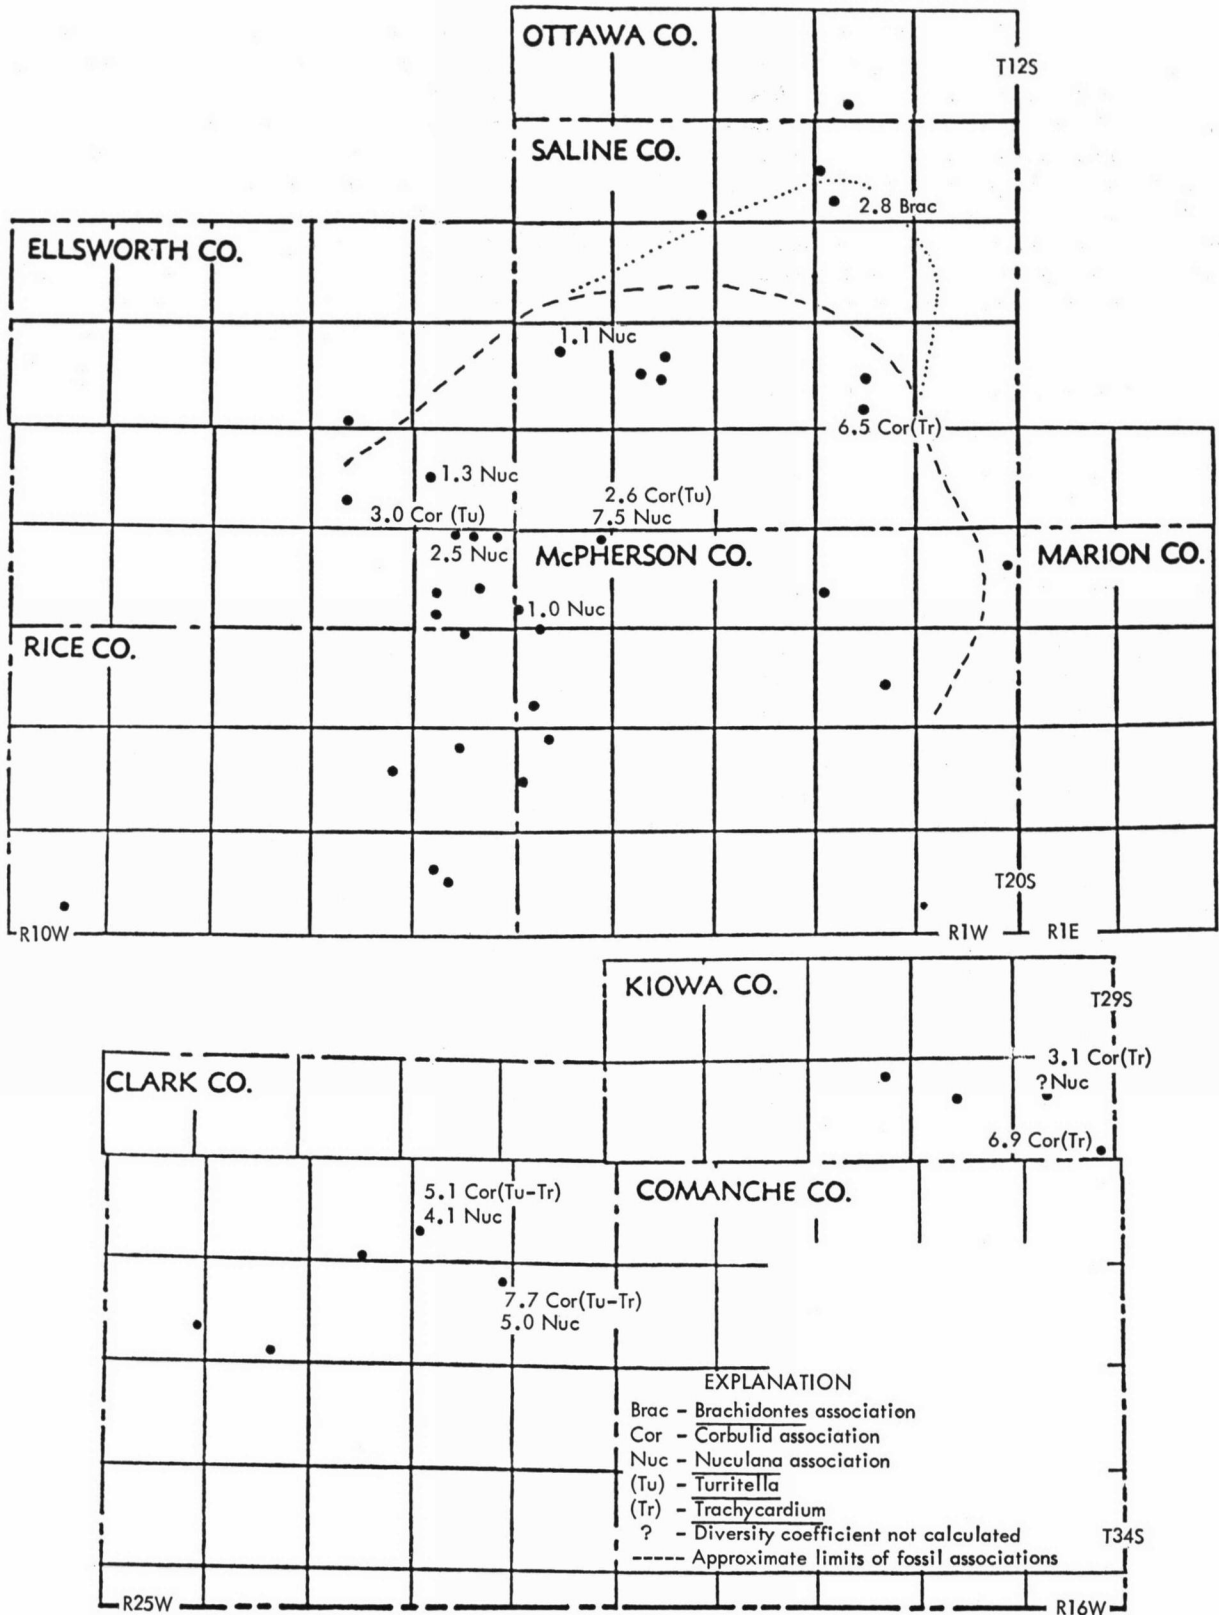 OTTAWA CO.
T12S
SALINE CO.
2.8 Brac
ELLSWORTH CO.
1.1 Nuc
6.5 Cor(Tr)
1.3 Nuc
2.6 Cor(Tu)
3.0 Cor (Tu)
7.5 Nuc
2.5 Nuc
McPHERSON CO.
MARION CO.
1.0 Nuc
RICE CO.
T20S
R10W
R1W
R1E
KIOWA CO.
T29S
3.1 Cor(Tr)
CLARK CO.
?Nuc
6.9 Cor(Tr)
5.1 Cor(Tu-Tr)
COMANCHE CO.
4.1 Nuc
7.7 Cor(Tu-Tr)
5.0 Nuc
EXPLANATION
Brac - Brachidontes association
Cor - Corbulid association
Nuc - Nuculana association
(Tu) - Turritella
(Tr) - Trachycardium
? - Diversity coefficient not calculated
T34S
----- Approximate limits of fossil associations
R25W
R16W